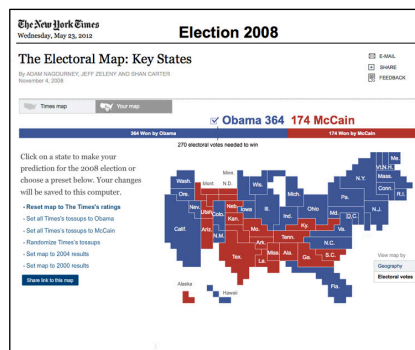 The New York Times
Wednesday, May 23, 2012
Election 2008
The Electoral Map: Key States
By ADAM NAGOURNEY, JEFF ZELENY AND SHAN CARTER
November 4, 2008
E-MAIL
SHARE
FEEDBACK
Times map
Your map
Obama 364 174 McCain
364 Won by Obama
174 Won by McCain
270 electoral votes needed to win
Click on a state to make your
prediction for the 2008 election or
choose a preset below. Your changes
will be saved to this computer.
- Reset map to The Times's ratings
- Set all Times's tossups to Obama
- Set all Times's tossups to McCain
- Randomize Times's tossups
- Set map to 2004 results
- Set map to 2000 results
Share link to this map
Wash.
Mont.
N.D.
Minn.
Wis.
Mich.
N.Y.
Vt.
N.H.
Me.
Mass.
Conn.
R.I.
Ore.
Nev.
Utah
Colo.
Neb.
Iowa
Ill.
Ind.
Ohio
Pa.
N.J.
Md.
D.C.
Calif.
Ariz.
N.M.
Kan.
Mo.
Ky.
Va.
Tenn.
N.C.
Ark.
S.C.
Tex.
La.
Miss.
Ala.
Ga.
Fla.
Alaska
Hawaii
View map by
Geography
Electoral votes